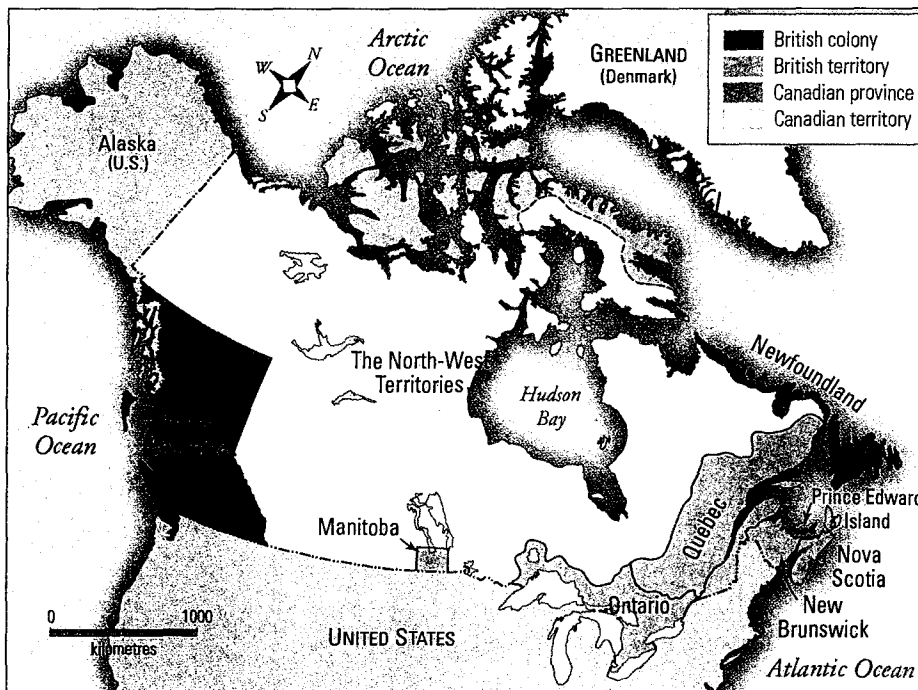 Arctic
Ocean
GREENLAND
(Denmark)
British colony
British territory
Canadian province
Canadian territory
N
W
S
E
Alaska
(U.S.)
The North-West
Territories
Hudson
Bay
Newfoundland
Pacific
Ocean
Manitoba
Québec
Prince Edward
Island
Nova
Scotia
New
Brunswick
Ontario
0 1000
kilometres
UNITED STATES
Atlantic Ocean